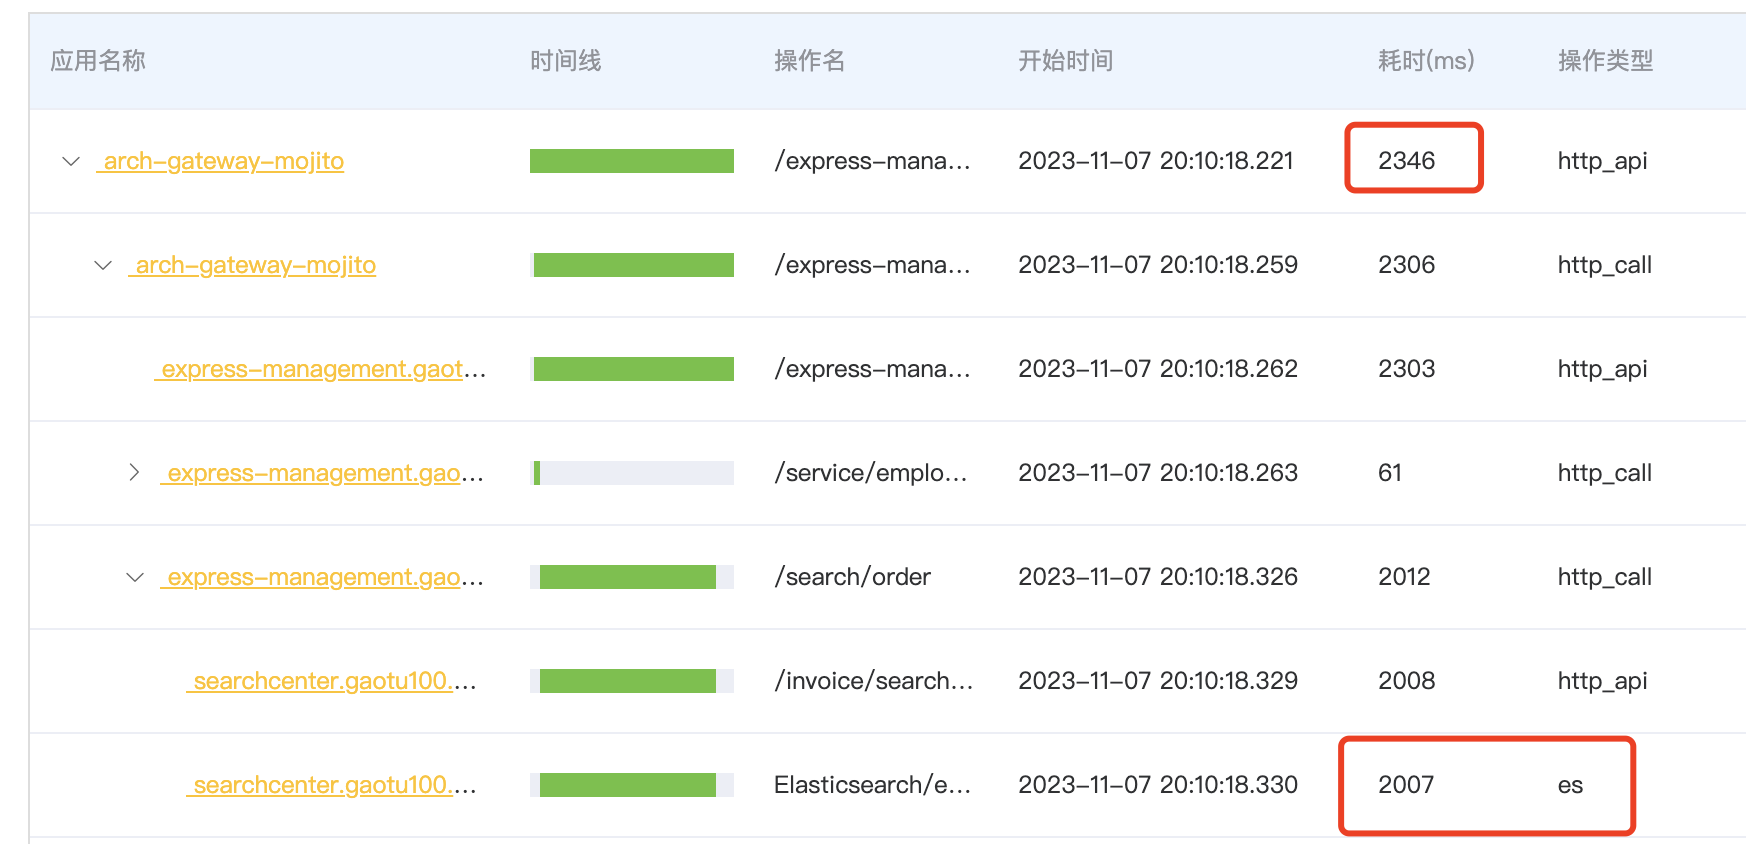 应用名称 时间线 操作名 开始时间 耗时(ms) 操作类型
arch-gateway-mojito /express-mana... 2023-11-07 20:10:18.221 2346 http_api
arch-gateway-mojito /express-mana... 2023-11-07 20:10:18.259 2306 http_call
express-management.gaot... /express-mana... 2023-11-07 20:10:18.262 2303 http_api
express-management.gao... /service/emplo... 2023-11-07 20:10:18.263 61 http_call
express-management.gao... /search/order 2023-11-07 20:10:18.326 2012 http_call
searchcenter.gaotu100.... /invoice/search... 2023-11-07 20:10:18.329 2008 http_api
searchcenter.gaotu100.... Elasticsearch/e... 2023-11-07 20:10:18.330 2007 es